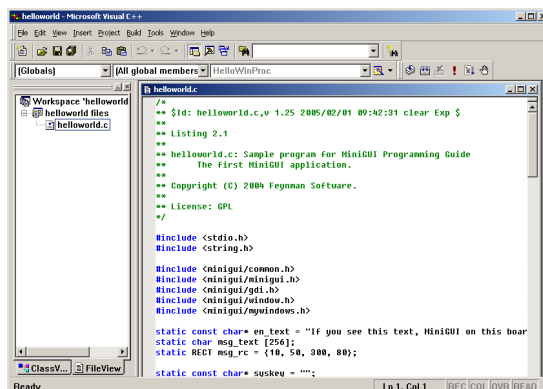 helloworld - Microsoft Visual C++
File Edit View Insert Project Build Tools Window Help
(Globals) (All global members HelloWinProc
Workspace 'helloworld
helloworld files
helloworld.c
ClassV... FileView
helloworld.c
/*
** $Id: helloworld.c,v 1.25 2005/02/01 09:42:31 clear Exp $
**
** Listing 2.1
**
** helloworld.c: Sample program for MiniGUI Programming Guide
** The first MiniGUI application.
**
** Copyright (C) 2004 Feynman Software.
**
** License: GPL
*/
#include <stdio.h>
#include <string.h>
#include <minigui/common.h>
#include <minigui/minigui.h>
#include <minigui/gdi.h>
#include <minigui/window.h>
#include <minigui/mywindows.h>
static const char* en_text = "If you see this text, MiniGUI on this boar
static char msg_text [256];
static RECT msg_rc = {10, 50, 300, 80};
static const char* syskey = "";
Ready Ln 1, Col 1 REC COL OVR READ